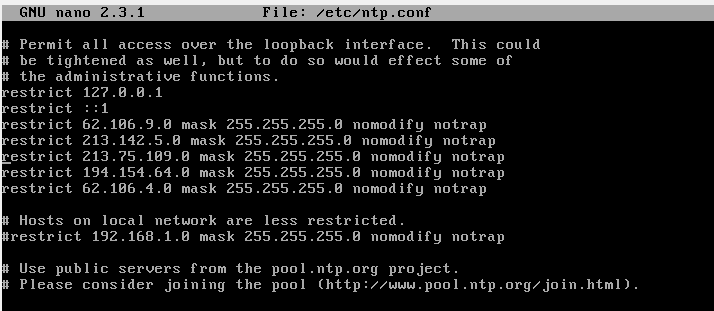 GNU nano 2.3.1 File: /etc/ntp.conf
# Permit all access over the loopback interface.  This could
# be tightened as well, but to do so would effect some of
# the administrative functions.
restrict 127.0.0.1
restrict ::1
restrict 62.106.9.0 mask 255.255.255.0 nomodify notrap
restrict 213.142.5.0 mask 255.255.255.0 nomodify notrap
restrict 213.75.109.0 mask 255.255.255.0 nomodify notrap
restrict 194.154.64.0 mask 255.255.255.0 nomodify notrap
restrict 62.106.4.0 mask 255.255.255.0 nomodify notrap
# Hosts on local network are less restricted.
#restrict 192.168.1.0 mask 255.255.255.0 nomodify notrap
# Use public servers from the pool.ntp.org project.
# Please consider joining the pool (http://www.pool.ntp.org/join.html).